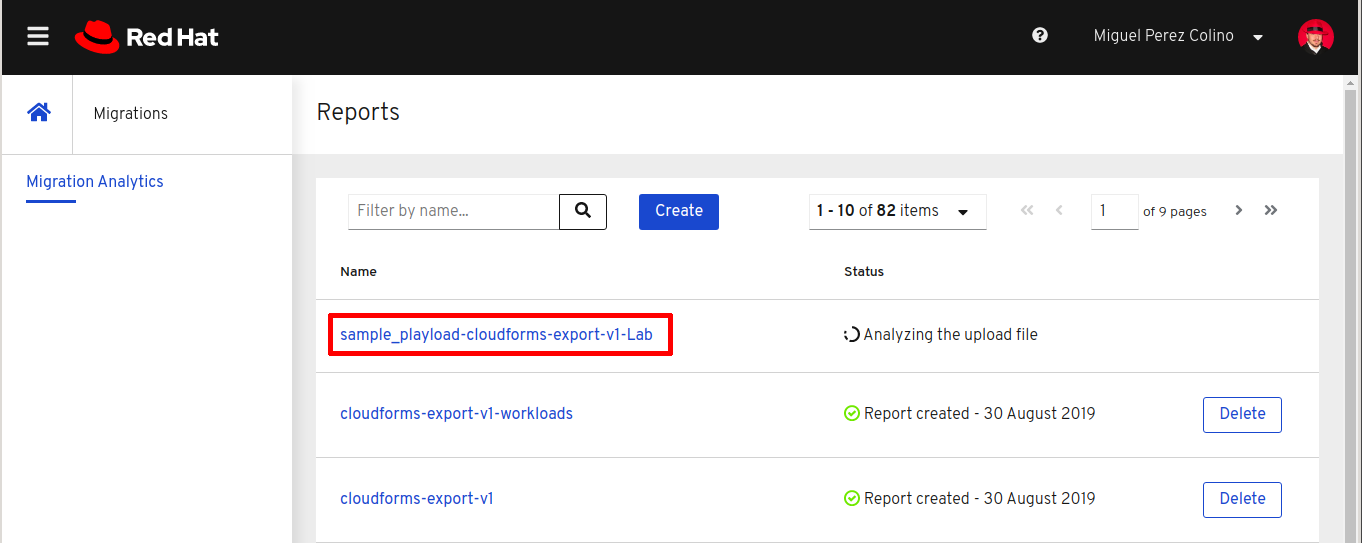 Red Hat
Miguel Perez Colino
Migrations
Reports
Migration Analytics
Filter by name...
Create
1 - 10 of 82 items
1
of 9 pages
Name
Status
sample_playload-cloudforms-export-v1-Lab
Analyzing the upload file
cloudforms-export-v1-workloads
Report created - 30 August 2019
Delete
cloudforms-export-v1
Report created - 30 August 2019
Delete